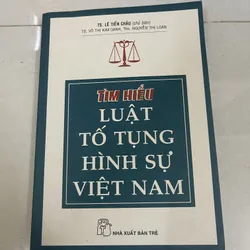 TS. LÊ TIẾN CHÂU (chủ biên)
TS. VÕ THỊ KIM OANH, ThS. NGUYỄN THỊ LOAN
TÌM HIỂU
LUẬT
TỐ TỤNG
HÌNH SỰ
VIỆT NAM
NHÀ XUẤT BẢN TRẺ